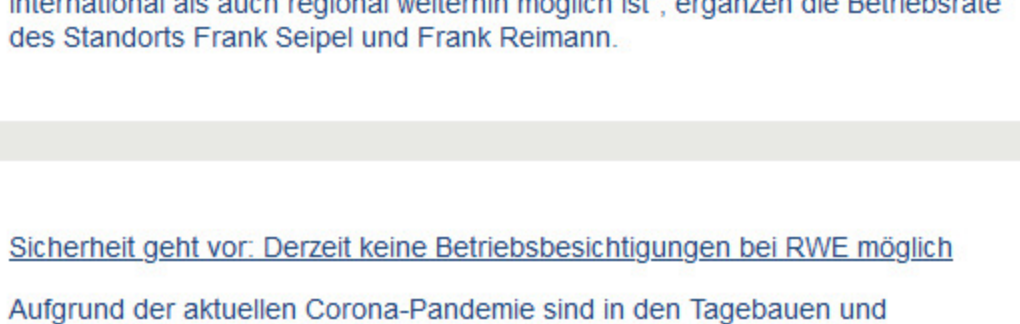 international als auch regional weiterhin möglich ist“, ergänzen die Betriebsräte
des Standorts Frank Seipel und Frank Reimann.
Sicherheit geht vor: Derzeit keine Betriebsbesichtigungen bei RWE möglich
Aufgrund der aktuellen Corona-Pandemie sind in den Tagebauen und